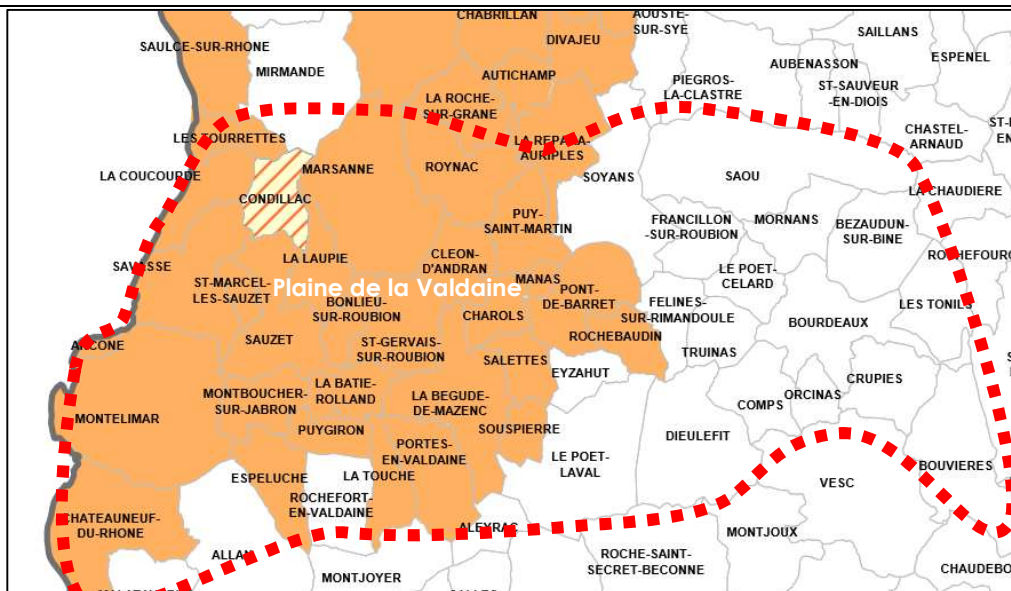 CHABRILLAN
AOUSTE-
SUR-SYE
SAILLANS
DIVAJEU
SAULCE-SUR-RHONE
AUBENASSON
ESPENEL
MIRMANDE
AUTICHAMP
PIEGROS-
LA-CLASTRE
ST-SAUVEUR
-EN-DIOIS
LA ROCHE-
SUR-GRANE
CHASTEL-
ARNAUD
LES TOURRETTES
LA REPARA-
AURIPLES
MARSANNE
ROYNAC
LA COUCOURDE
SOYANS
SAOU
LA CHAUDIERE
CONDILLAC
PUY-
SAINT-MARTIN
FRANCILLON
-SUR-ROUBION
MORNANS
BEZAUDUN-
SUR-BINE
LA LAUPIE
CLEON-
D'ANDRAN
SAVASSE
LE POET-
CELARD
ST-MARCEL-
LES-SAUZET
Plaine de la Valdaine
MANAS
PONT-
DE-BARRET
BONLIEU-
SUR-ROUBION
CHAROLS
FELINES-
SUR-RIMANDOULE
LES TONILS
BOURDEAUX
SAUZET
ANCONE
ST-GERVAIS-
SUR-ROUBION
ROCHEBAUDIN
SALETTES
TRUINAS
EYZAHUT
CRUPIES
MONTBOUCHER-
SUR-JABRON
LA BATIE-
ROLLAND
LA BEGUDE-
DE-MAZENC
ORCINAS
COMPS
MONTELIMAR
PUYGIRON
SOUSPIERRE
DIEULEFIT
PORTES-
EN-VALDAINE
LE POET-
LAVAL
BOUVIERES
ESPELUCHE
LA TOUCHE
VESC
ROCHEFORT-
EN-VALDAINE
CHATEAUNEUF-
DU-RHONE
ALEYRAC
MONTJOUX
ALLAN
ROCHE-SAINT-
SECRET-BECONNE
MONTJOYER